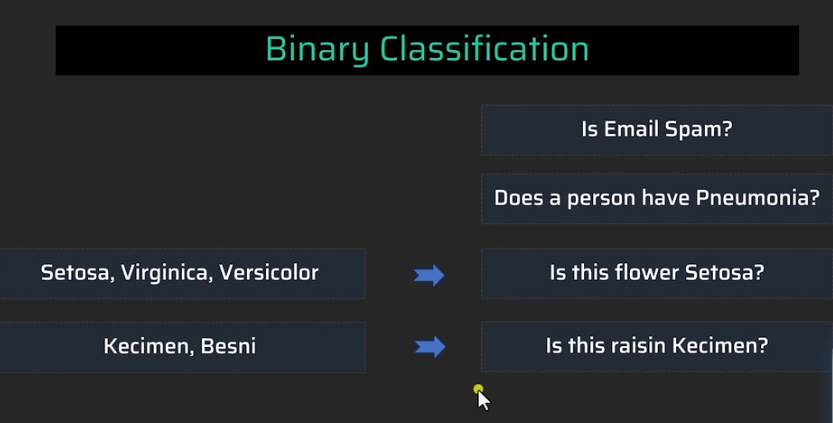 Binary Classification
Is Email Spam?
Does a person have Pneumonia?
Setosa, Virginica, Versicolor
Is this flower Setosa?
Kecimen, Besni
Is this raisin Kecimen?